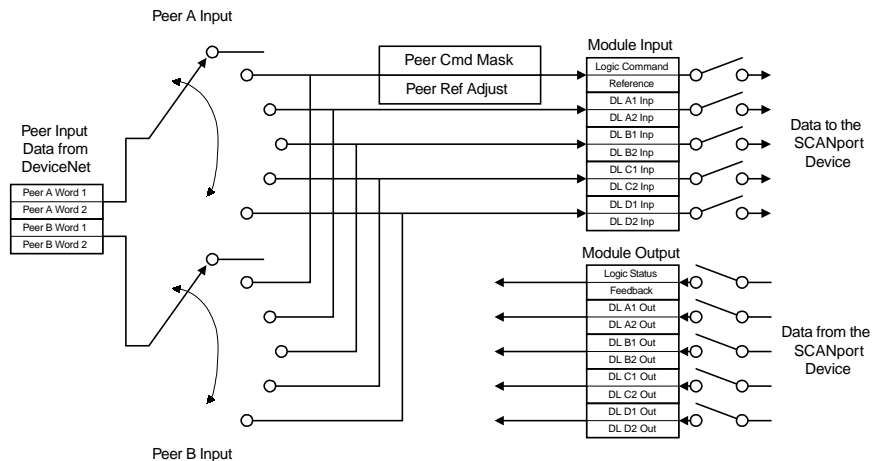 Peer A Input
Peer Cmd Mask
Peer Ref Adjust
Module Input
Logic Command
Reference
DL A1 Inp
DL A2 Inp
DL B1 Inp
DL B2 Inp
DL C1 Inp
DL C2 Inp
DL D1 Inp
DL D2 Inp
Data to the
SCANport
Device
Peer Input
Data from
DeviceNet
Peer A Word 1
Peer A Word 2
Peer B Word 1
Peer B Word 2
Module Output
Logic Status
Feedback
DL A1 Out
DL A2 Out
DL B1 Out
DL B2 Out
DL C1 Out
DL C2 Out
DL D1 Out
DL D2 Out
Data from the
SCANport
Device
Peer B Input